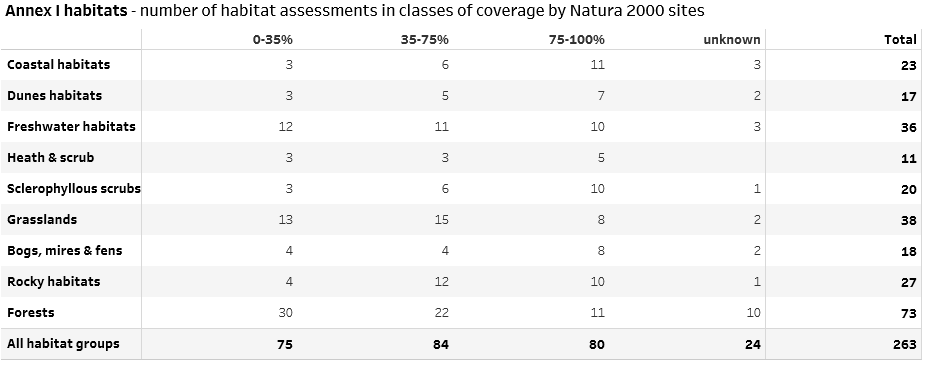 Annex I habitats - number of habitat assessments in classes of coverage by Natura 2000 sites
0-35% 35-75% 75-100% unknown Total
Coastal habitats 3 6 11 3 23
Dunes habitats 3 5 7 2 17
Freshwater habitats 12 11 10 3 36
Heath & scrub 3 3 5 11
Sclerophyllous scrubs 3 6 10 1 20
Grasslands 13 15 8 2 38
Bogs, mires & fens 4 4 8 2 18
Rocky habitats 4 12 10 1 27
Forests 30 22 11 10 73
All habitat groups 75 84 80 24 263